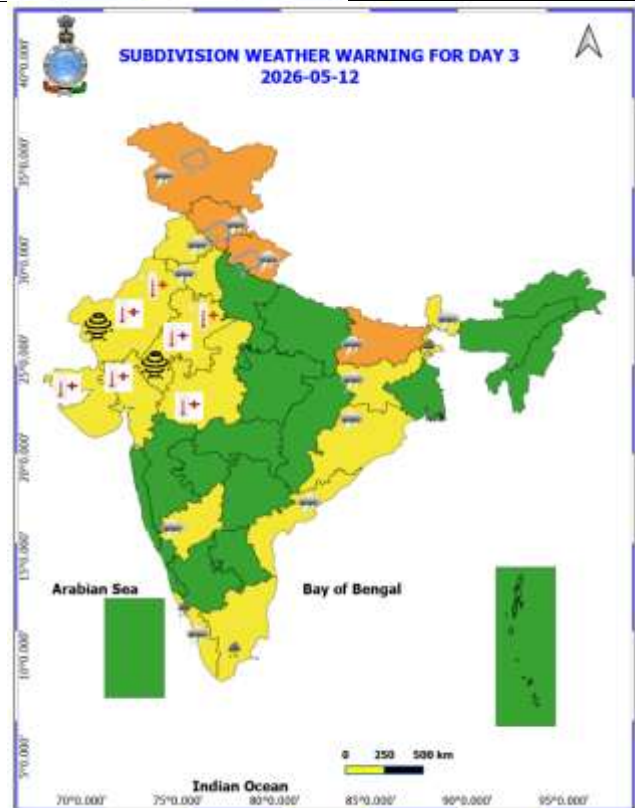 SUBDIVISION WEATHER WARNING FOR DAY 3
2026-05-12
40°0.000'
35°0.000'
30°0.000'
25°0.000'
20°0.000'
15°0.000'
10°0.000'
5°0.000'
Arabian Sea
Bay of Bengal
0 250 500 km
Indian Ocean
70°0.000' 75°0.000' 80°0.000' 85°0.000' 90°0.000' 95°0.000'